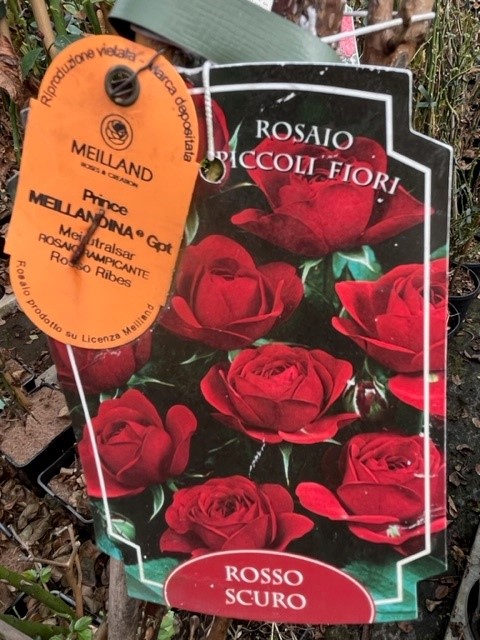 Riproduzione vietata - Marca depositata
MEILLAND
ROSES & CREATION
Prince
MEILLANDINA® Gpt
ROSAIO RAMPICANTE
Rosso Ribes
Rosaio prodotto su Licenza Meilland
ROSAIO
PICCOLI FIORI
ROSSO
SCURO